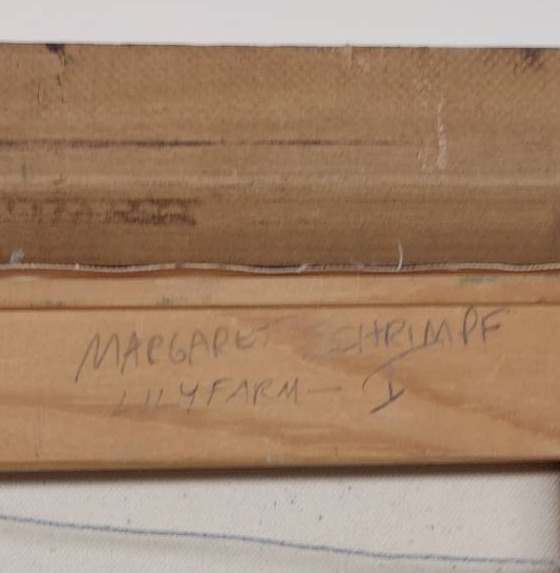 MARGARET SCHRIMPF
LILYFARM — I